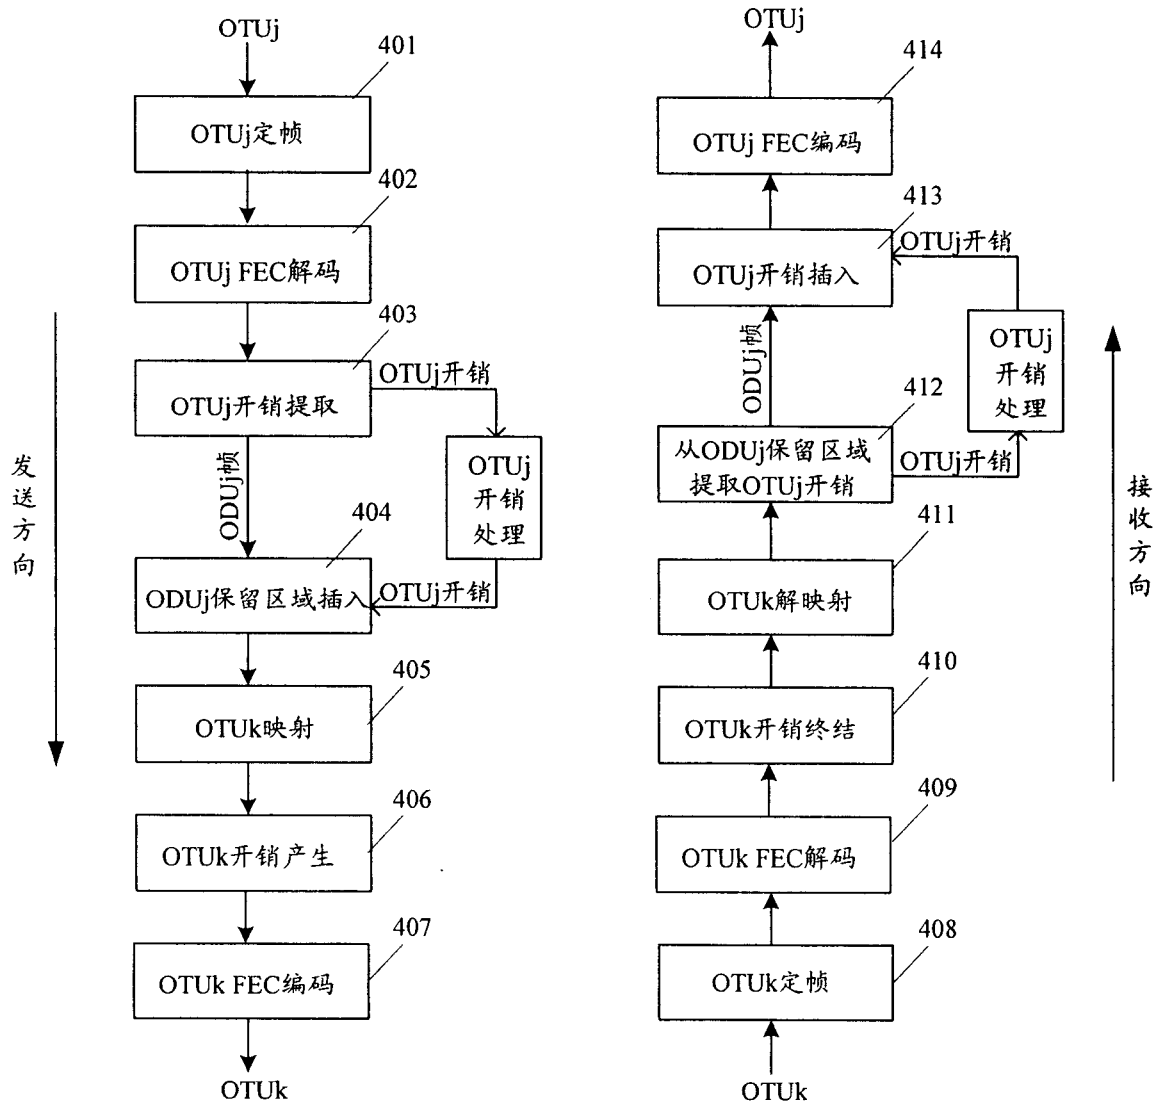 OTUj
401
OTUj定帧
402
OTUj FEC解码
403
OTUj开销提取
OTUj开销
OTUj
开销
处理
ODUj帧
404
ODUj保留区域插入
OTUj开销
405
OTUk映射
406
OTUk开销产生
407
OTUk FEC编码
OTUk
发送方向
OTUj
414
OTUj FEC编码
413
OTUj开销
OTUj开销插入
OTUj
开销
处理
ODUj帧
412
从ODUj保留区域
提取OTUj开销
OTUj开销
411
OTUk解映射
410
OTUk开销终结
409
OTUk FEC解码
408
OTUk定帧
OTUk
接收方向